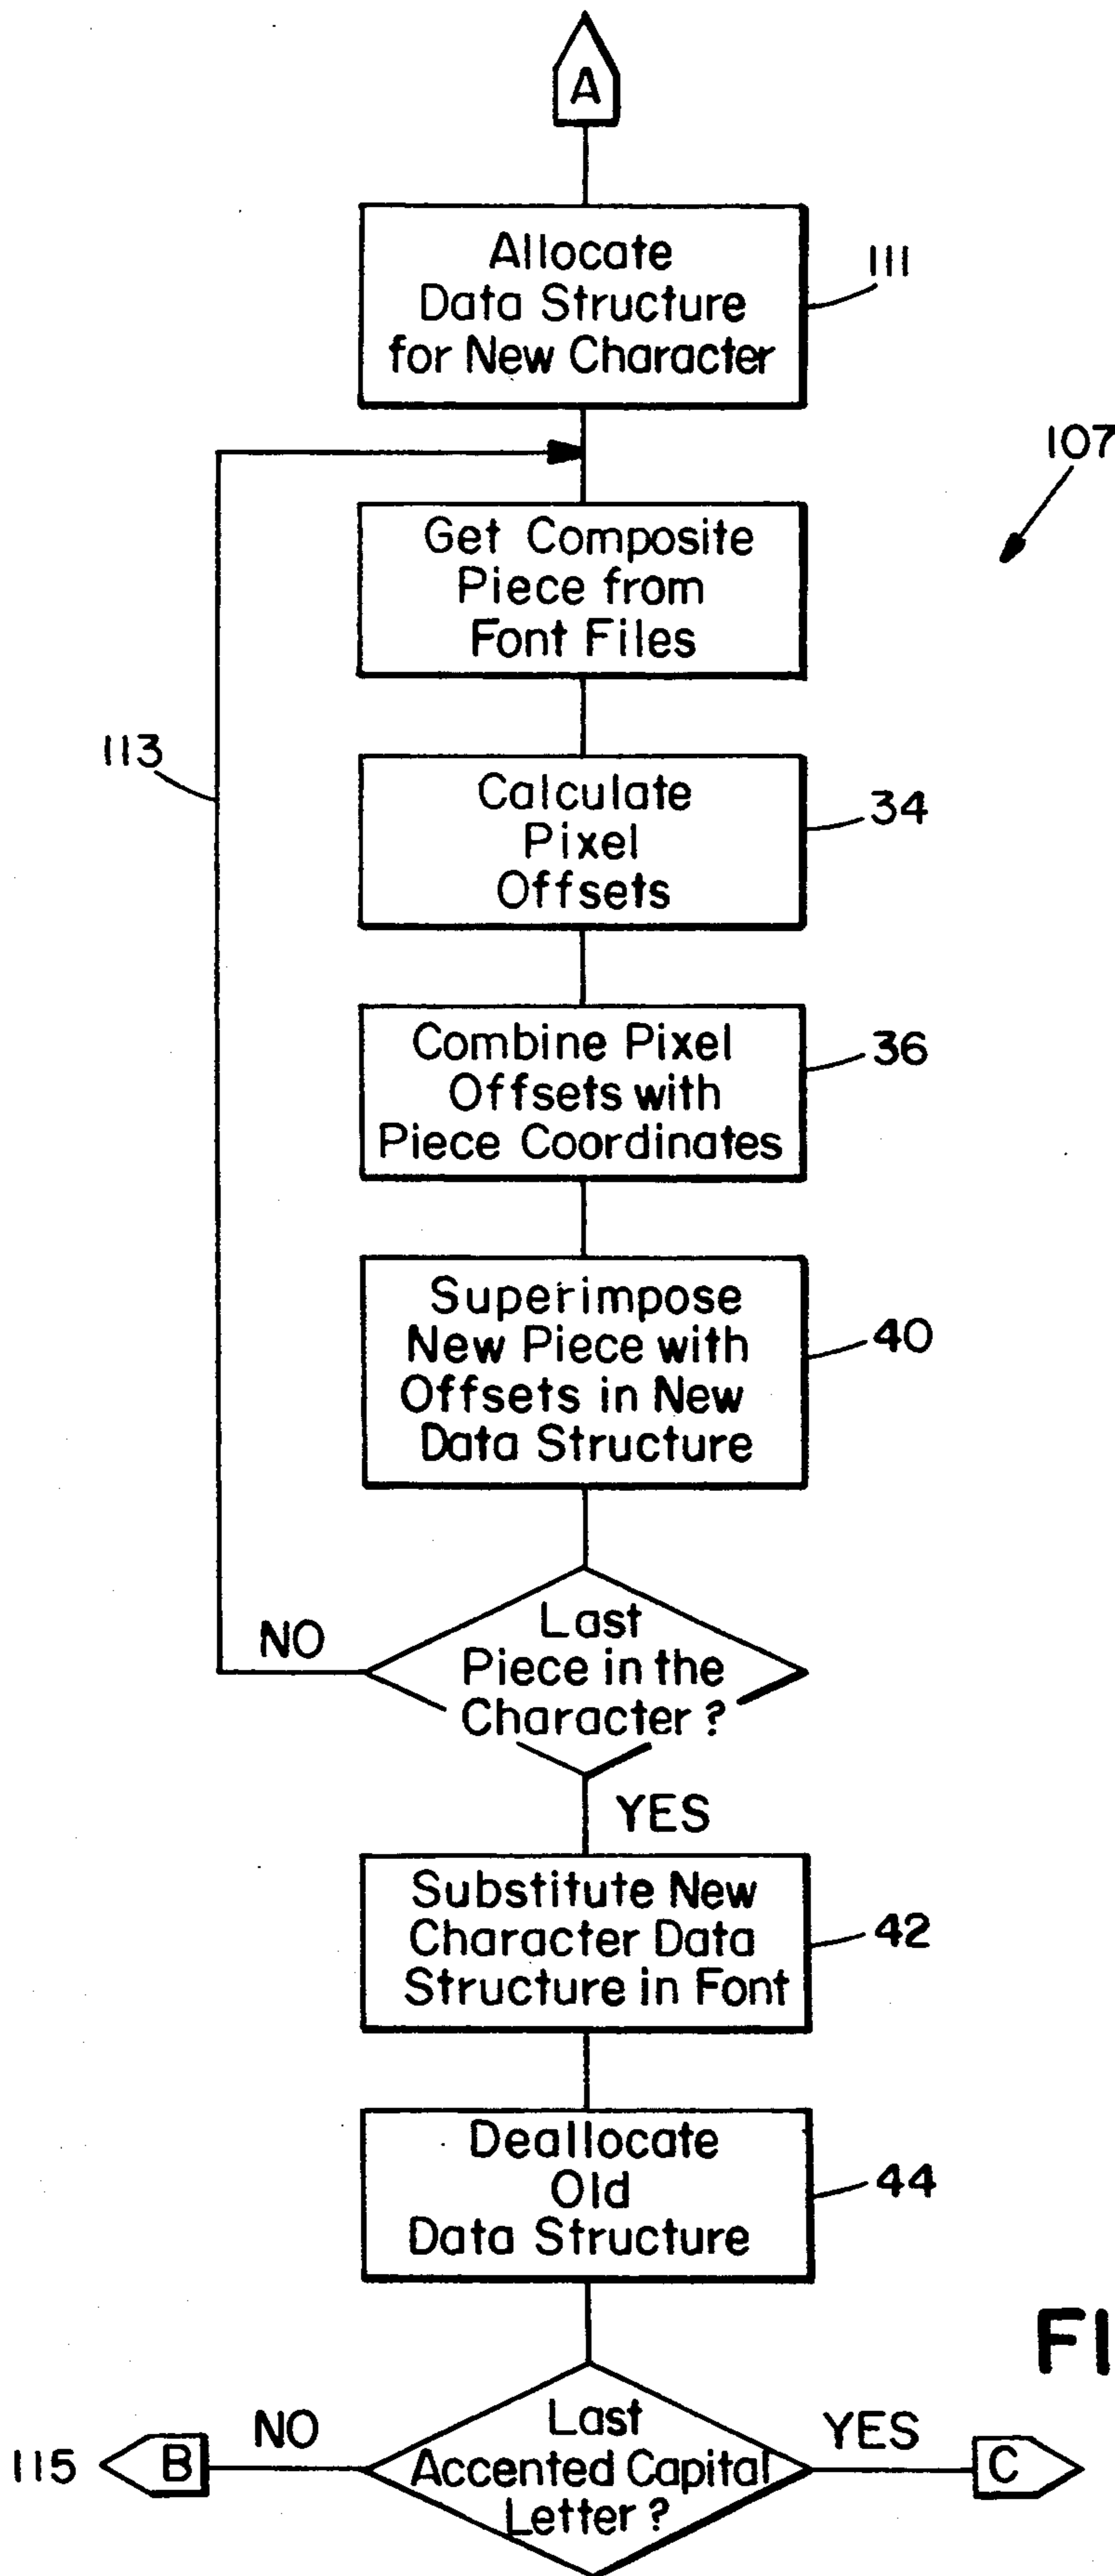 A
Allocate
Data Structure
for New Character
111
107
Get Composite
Piece from
Font Files
113
Calculate
Pixel
Offsets
34
Combine Pixel
Offsets with
Piece Coordinates
36
Superimpose
New Piece with
Offsets in New
Data Structure
40
Last
Piece in the
Character ?
NO
YES
Substitute New
Character Data
Structure in Font
42
Deallocate
Old
Data Structure
44
FI
Last
Accented Capital
Letter ?
NO
YES
115
B
C